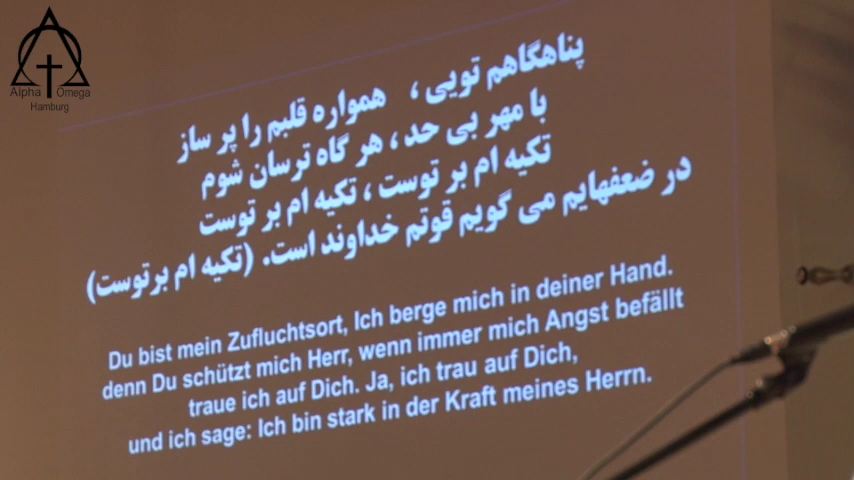 Alpha Omega
Hamburg
پناهگاهم تویی ، همواره قلبم را پر ساز
با مهر بی حد ، هر گاه ترسان شوم
تکیه ام بر توست ، تکیه ام بر توست
در ضعفهایم می گویم قوتم خداوند است. (تکیه ام برتوست)
Du bist mein Zufluchtsort, Ich berge mich in deiner Hand.
denn Du schützt mich Herr, wenn immer mich Angst befällt
traue ich auf Dich. Ja, ich trau auf Dich,
und ich sage: Ich bin stark in der Kraft meines Herrn.